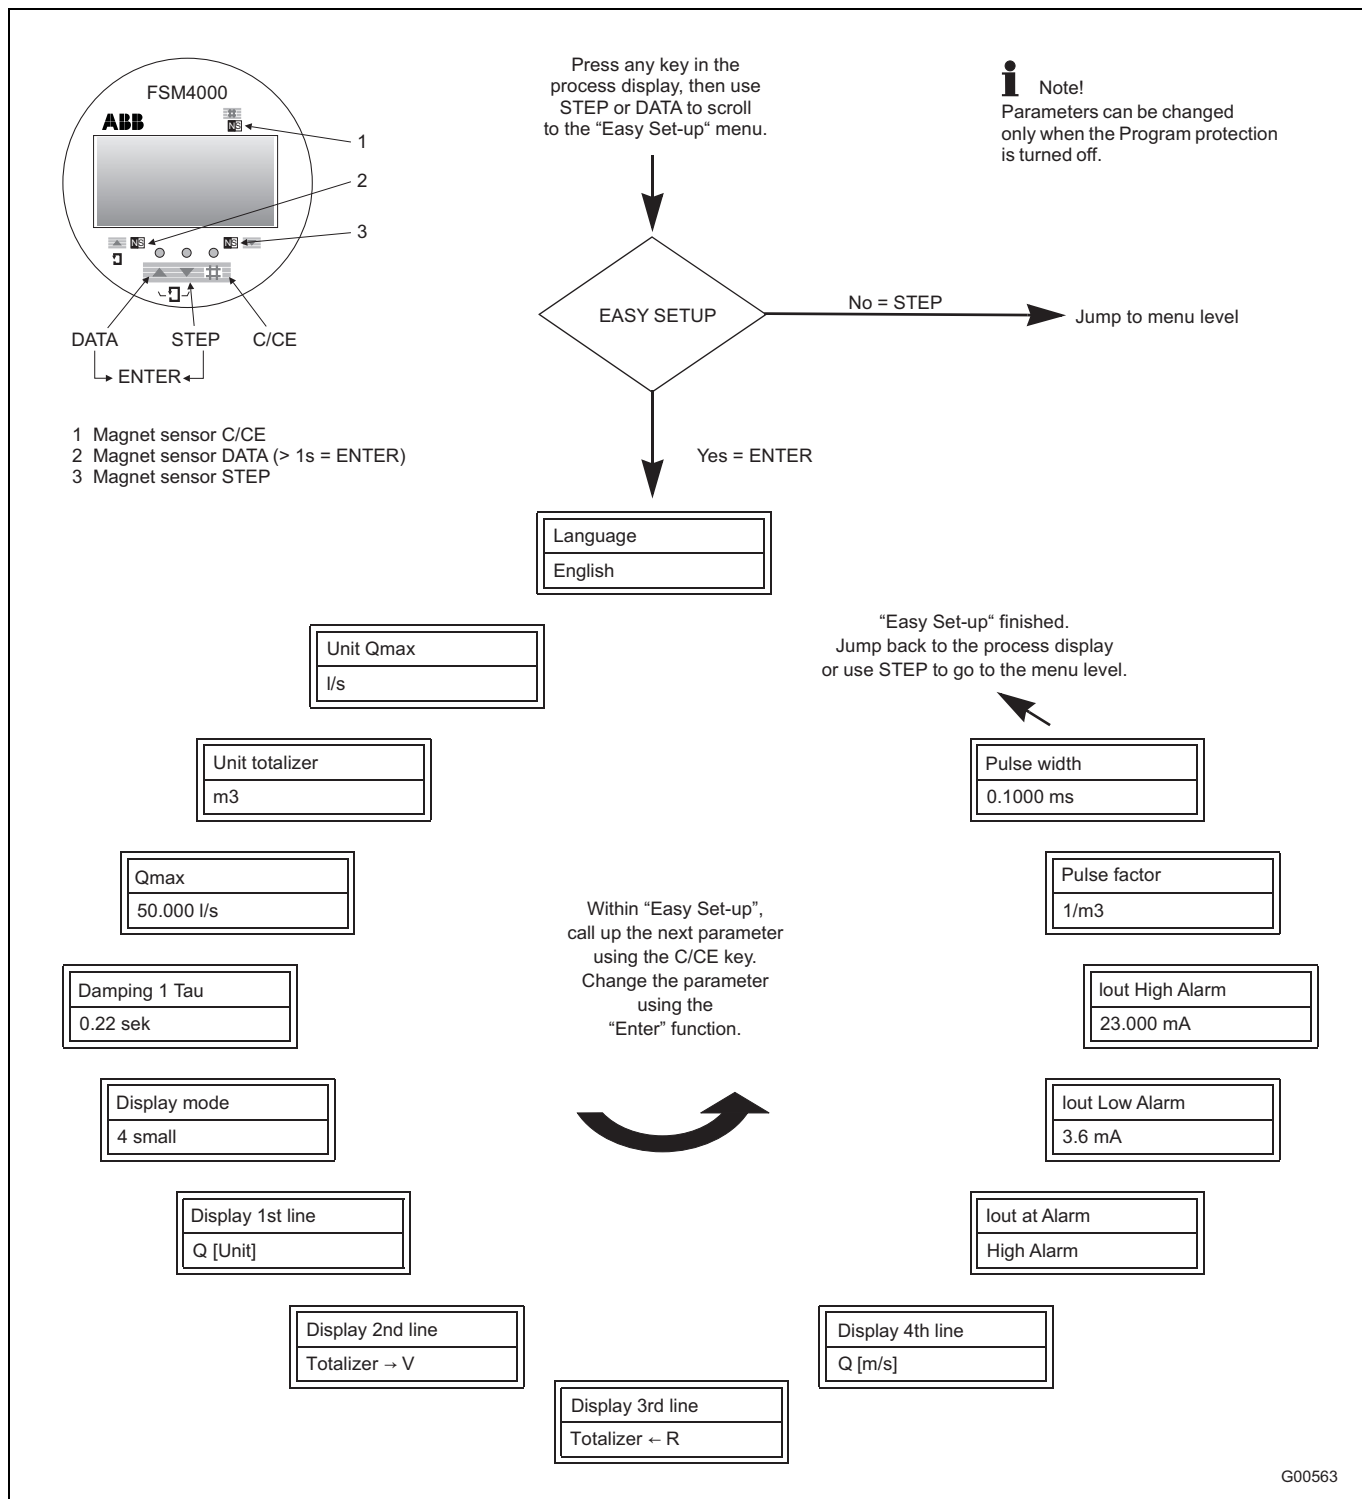 FSM4000
ABB
NS
1
2
3
NS
NS
DATA
STEP
C/CE
ENTER
1 Magnet sensor C/CE
2 Magnet sensor DATA (> 1s = ENTER)
3 Magnet sensor STEP
Press any key in the
process display, then use
STEP or DATA to scroll
to the “Easy Set-up“ menu.
i Note!
Parameters can be changed
only when the Program protection
is turned off.
EASY SETUP
No = STEP
Jump to menu level
Yes = ENTER
Language
English
Unit Qmax
l/s
Unit totalizer
m3
Qmax
50.000 l/s
Damping 1 Tau
0.22 sek
Display mode
4 small
Display 1st line
Q [Unit]
Display 2nd line
Totalizer → V
Display 3rd line
Totalizer ← R
Display 4th line
Q [m/s]
Iout at Alarm
High Alarm
Iout Low Alarm
3.6 mA
Iout High Alarm
23.000 mA
Pulse factor
1/m3
Pulse width
0.1000 ms
“Easy Set-up“ finished.
Jump back to the process display
or use STEP to go to the menu level.
Within “Easy Set-up”,
call up the next parameter
using the C/CE key.
Change the parameter
using the
“Enter” function.
G00563